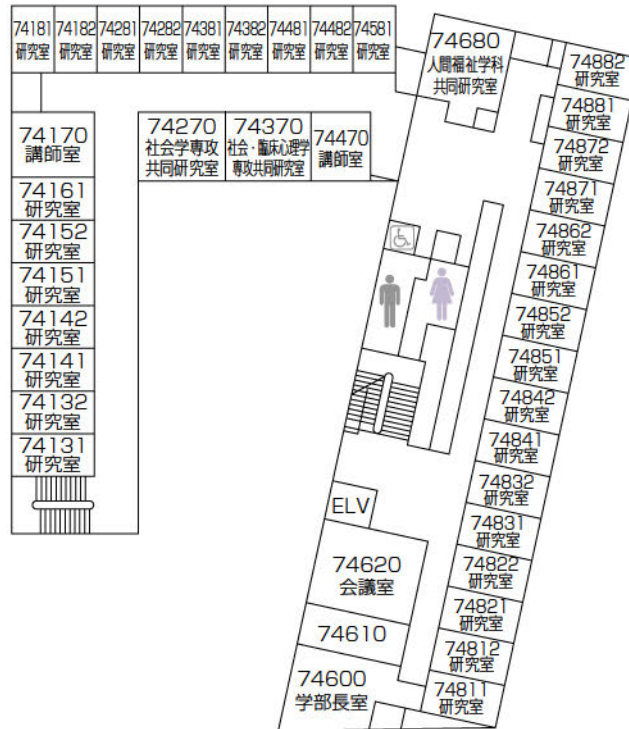 74181
研究室
74182
研究室
74281
研究室
74282
研究室
74381
研究室
74382
研究室
74481
研究室
74482
研究室
74581
研究室
74680
人間福祉学科
共同研究室
74170
講師室
74270
社会学専攻
共同研究室
74370
社会・臨床心理学
専攻共同研究室
74470
講師室
74161
研究室
74152
研究室
74151
研究室
74142
研究室
74141
研究室
74132
研究室
74131
研究室
74882
研究室
74881
研究室
74872
研究室
74871
研究室
74862
研究室
74861
研究室
74852
研究室
74851
研究室
74842
研究室
74841
研究室
74832
研究室
74831
研究室
74822
研究室
74821
研究室
74812
研究室
74811
研究室
ELV
74620
会議室
74610
74600
学部長室